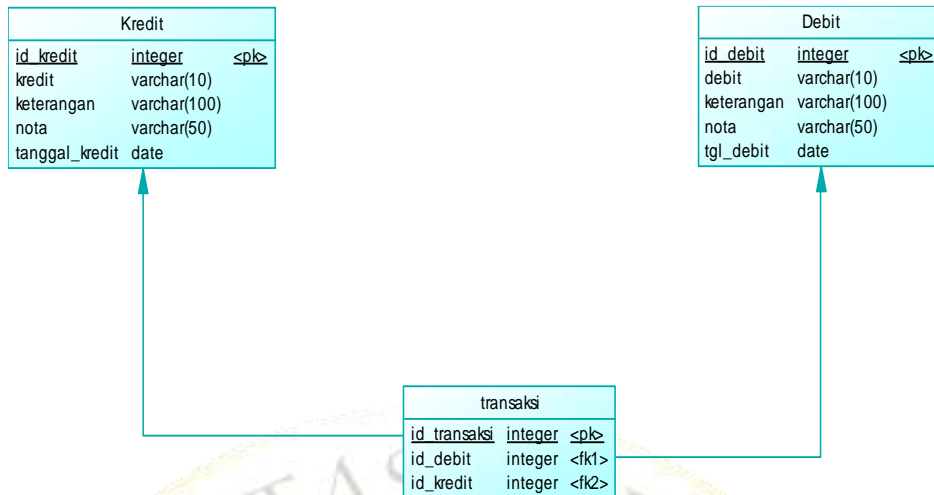 Kredit
id_kredit integer <pk>
kredit varchar(10)
keterangan varchar(100)
nota varchar(50)
tanggal_kredit date
Debit
id_debit integer <pk>
debit varchar(10)
keterangan varchar(100)
nota varchar(50)
tgl_debit date
transaksi
id_transaksi integer <pk>
id_debit integer <fk1>
id_kredit integer <fk2>